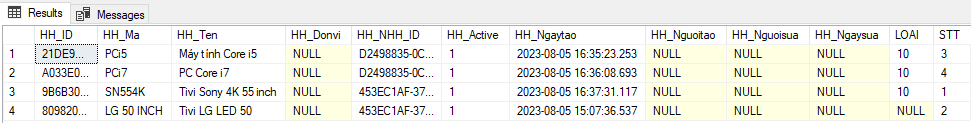 Results Messages
HH_ID HH_Ma HH_Ten HH_Donvi HH_NHH_ID HH_Active HH_Ngaytao HH_Nguoitao HH_Nguoisua HH_Ngaysua LOAI STT
1 21DE9... PCi5 Máy tính Core i5 NULL D2498835-0C... 1 2023-08-05 16:35:23.253 NULL NULL NULL 10 3
2 A033E0... PCi7 PC Core i7 NULL D2498835-0C... 1 2023-08-05 16:36:08.693 NULL NULL NULL 10 4
3 9B6B30... SN554K Tivi Sony 4K 55 inch NULL 453EC1AF-37... 1 2023-08-05 16:37:31.117 NULL NULL NULL 10 1
4 809820... LG 50 INCH Tivi LG LED 50 NULL 453EC1AF-37... 1 2023-08-05 15:07:36.537 NULL NULL NULL NULL 2